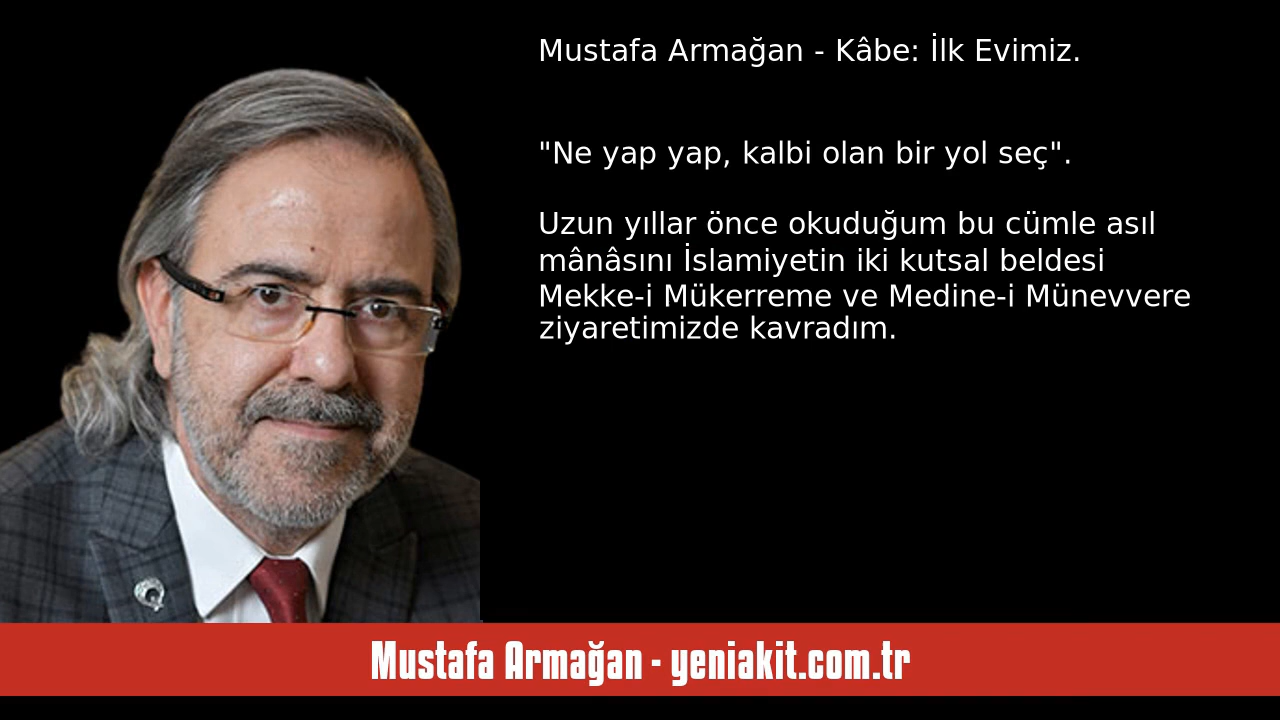 Mustafa Armağan - Kâbe: İlk Evimiz.
"Ne yap yap, kalbi olan bir yol seç".
Uzun yıllar önce okuduğum bu cümle asıl
mânâsını İslamiyetin iki kutsal beldesi
Mekke-i Mükerreme ve Medine-i Münevvere
ziyaretimizde kavradım.
Mustafa Armağan - yeniakit.com.tr